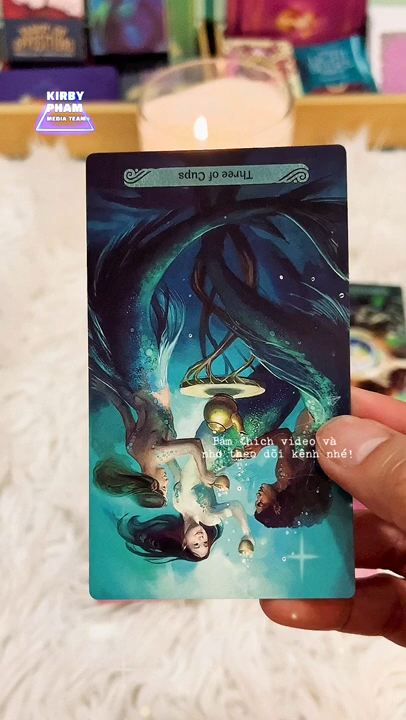 KIRBY
PHAM
MEDIA TEAM
Three of Cups
Bấm thích video và
nhớ theo dõi kênh nhé!